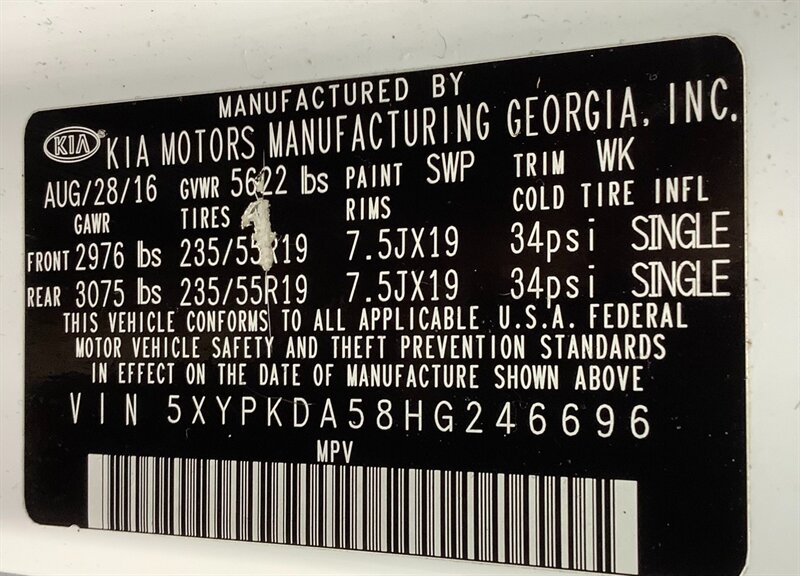 MANUFACTURED BY
KIA KIA MOTORS MANUFACTURING GEORGIA, INC.
AUG/28/16 GVWR 5622 lbs PAINT SWP TRIM WK
GAWR TIRES RIMS COLD TIRE INFL
FRONT 2976 lbs 235/55R19 7.5JX19 34psi SINGLE
REAR 3075 lbs 235/55R19 7.5JX19 34psi SINGLE
THIS VEHICLE CONFORMS TO ALL APPLICABLE U.S.A. FEDERAL
MOTOR VEHICLE SAFETY AND THEFT PREVENTION STANDARDS
IN EFFECT ON THE DATE OF MANUFACTURE SHOWN ABOVE
VIN 5XYPKDA58HG246696
MPV